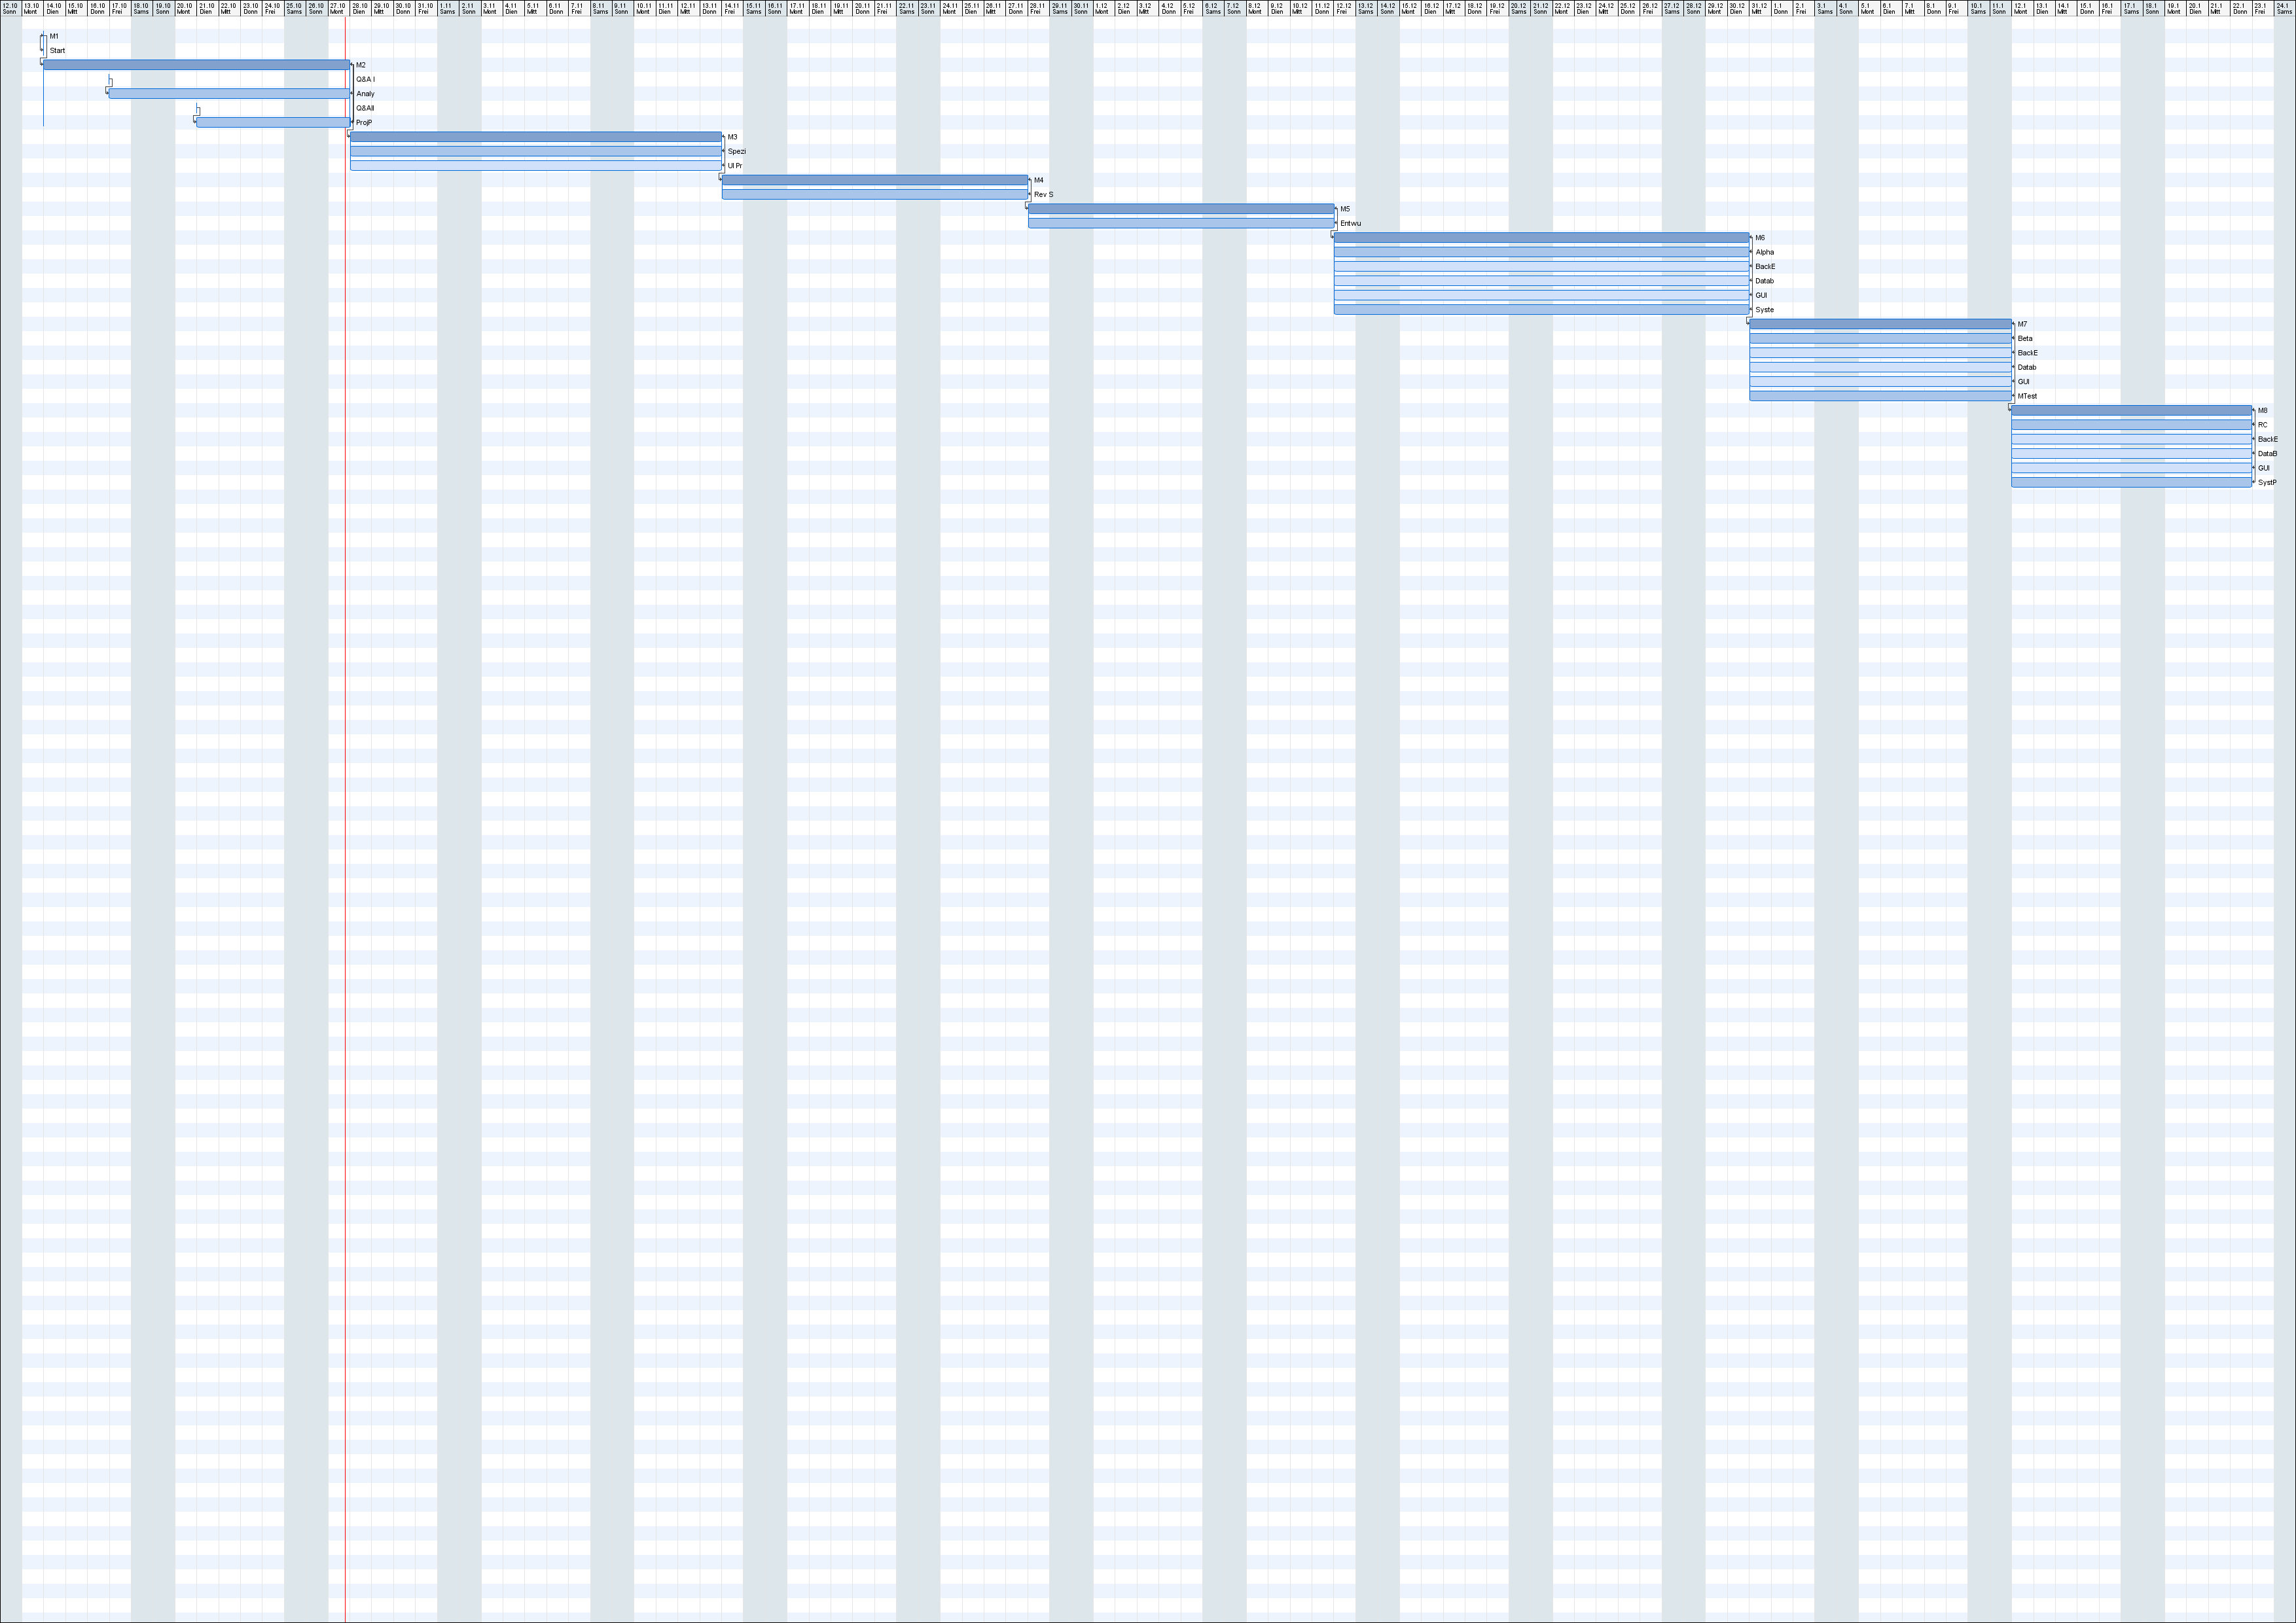 12.10 13.10 14.10 15.10 16.10 17.10 18.10 19.10 20.10 21.10 22.10 23.10 24.10 25.10 26.10 27.10 28.10 29.10 30.10 31.10 1.11 2.11 3.11 4.11 5.11 6.11 7.11 8.11 9.11 10.11 11.11 12.11 13.11 14.11 15.11 16.11 17.11 18.11 19.11 20.11 21.11 22.11 23.11 24.11 25.11 26.11 27.11 28.11 29.11 30.11 1.12 2.12 3.12 4.12 5.12 6.12 7.12 8.12 9.12 10.12 11.12 12.12 13.12 14.12 15.12 16.12 17.12 18.12 19.12 20.12 21.12 22.12 23.12 24.12 25.12 26.12 27.12 28.12 29.12 30.12 31.12 1.1 2.1 3.1 4.1 5.1 6.1 7.1 8.1 9.1 10.1 11.1 12.1 13.1 14.1 15.1 16.1 17.1 18.1 19.1 20.1 21.1 22.1 23.1 24.1
Sonn Mont Dien Mitt Donn Frei Sams Sonn Mont Dien Mitt Donn Frei Sams Sonn Mont Dien Mitt Donn Frei Sams Sonn Mont Dien Mitt Donn Frei Sams Sonn Mont Dien Mitt Donn Frei Sams Sonn Mont Dien Mitt Donn Frei Sams Sonn Mont Dien Mitt Donn Frei Sams Sonn Mont Dien Mitt Donn Frei Sams Sonn Mont Dien Mitt Donn Frei Sams Sonn Mont Dien Mitt Donn Frei Sams Sonn Mont Dien Mitt Donn Frei Sams Sonn Mont Dien Mitt Donn Frei Sams Sonn Mont Dien Mitt Donn Frei Sams Sonn Mont Dien Mitt Donn Frei Sams Sonn Mont Dien Mitt Donn Frei Sams
M1
Start
M2
Q&A I
Analy
Q&AII
ProjP
M3
Spezi
UI Pr
M4
Rev S
M5
Entwu
M6
Alpha
BackE
Datab
GUI
Syste
M7
Beta
BackE
Datab
GUI
MTest
M8
RC
BackE
DataB
GUI
SystP